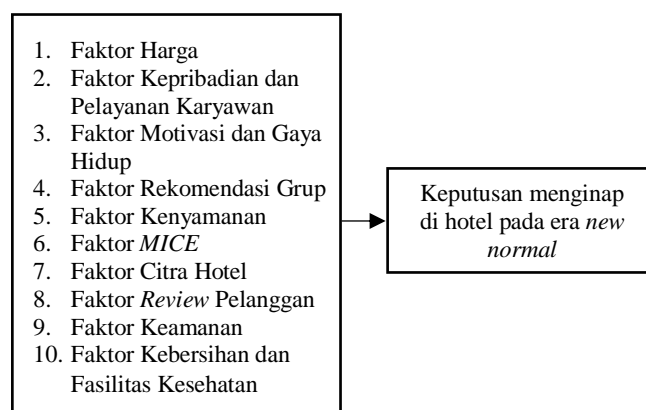 1. Faktor Harga
2. Faktor Kepribadian dan
Pelayanan Karyawan
3. Faktor Motivasi dan Gaya
Hidup
4. Faktor Rekomendasi Grup
5. Faktor Kenyamanan
6. Faktor MICE
7. Faktor Citra Hotel
8. Faktor Review Pelanggan
9. Faktor Keamanan
10. Faktor Kebersihan dan
Fasilitas Kesehatan
Keputusan menginap
di hotel pada era new
normal